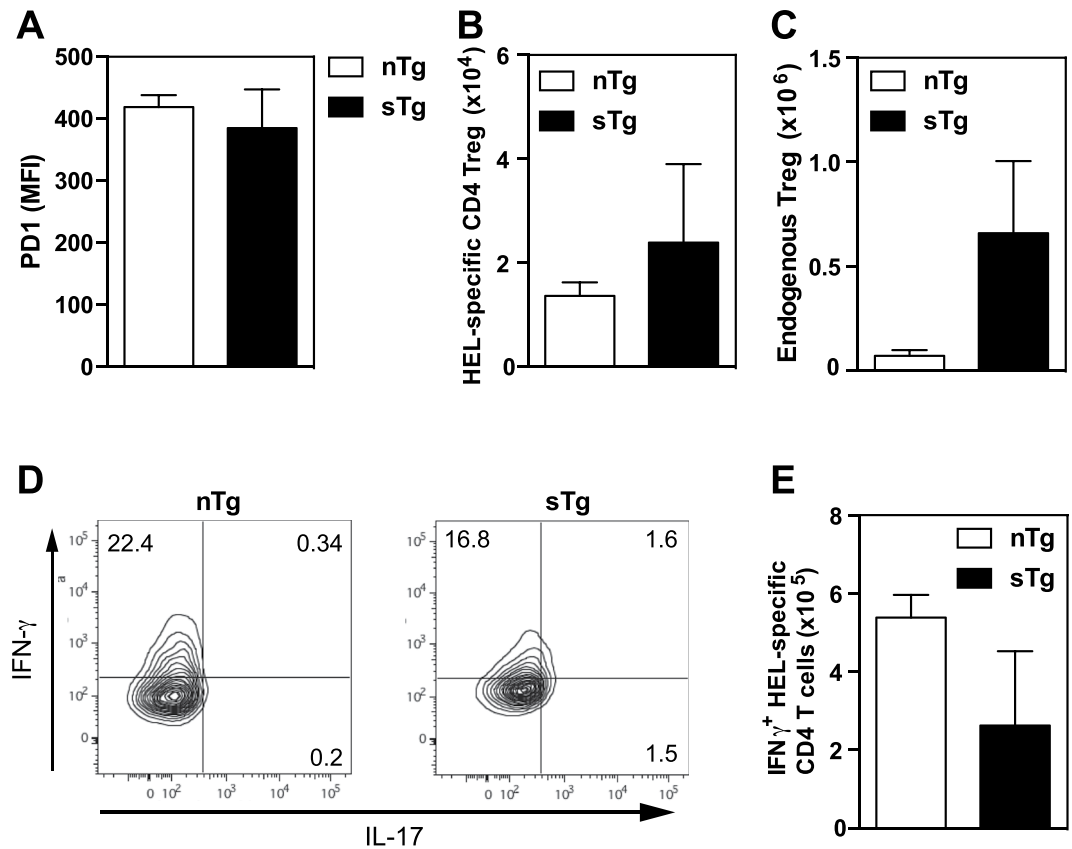 A
500
400
300
200
100
0
PD1 (MFI)
nTg
sTg
B
6
4
2
0
HEL-specific CD4 Treg (x10⁴)
nTg
sTg
C
1.5
1.0
0.5
0
Endogenous Treg (x10⁶)
nTg
sTg
D
nTg
22.4
0.34
0.2
10⁵
10⁴
10³
10²
0
a
0 10² 10³ 10⁴ 10⁵
IFN-γ
sTg
16.8
1.6
1.5
10⁵
10⁴
10³
10²
0
0 10² 10³ 10⁴ 10⁵
IL-17
E
8
6
4
2
0
IFNγ⁺ HEL-specific
CD4 T cells (x10⁵)
nTg
sTg